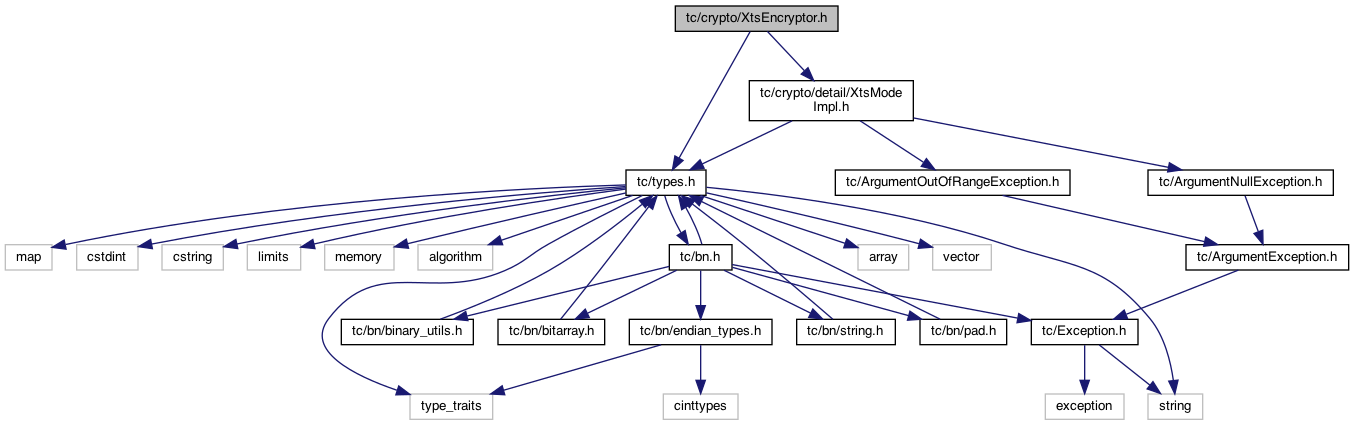 tc/crypto/XtsEncryptor.h
tc/crypto/detail/XtsMode
Impl.h
tc/types.h
tc/ArgumentOutOfRangeException.h
tc/ArgumentNullException.h
map
cstdint
cstring
limits
memory
algorithm
tc/bn.h
array
vector
tc/ArgumentException.h
tc/bn/binary_utils.h
tc/bn/bitarray.h
tc/bn/endian_types.h
tc/bn/string.h
tc/bn/pad.h
tc/Exception.h
type_traits
cinttypes
exception
string